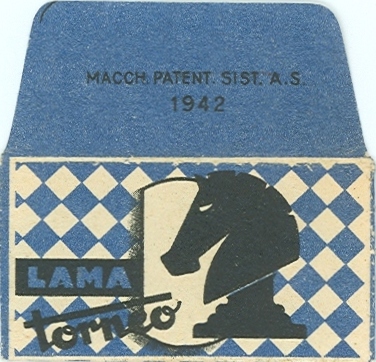 MACCH. PATENT. SIST. A.S.
1942
LAMA
torneo